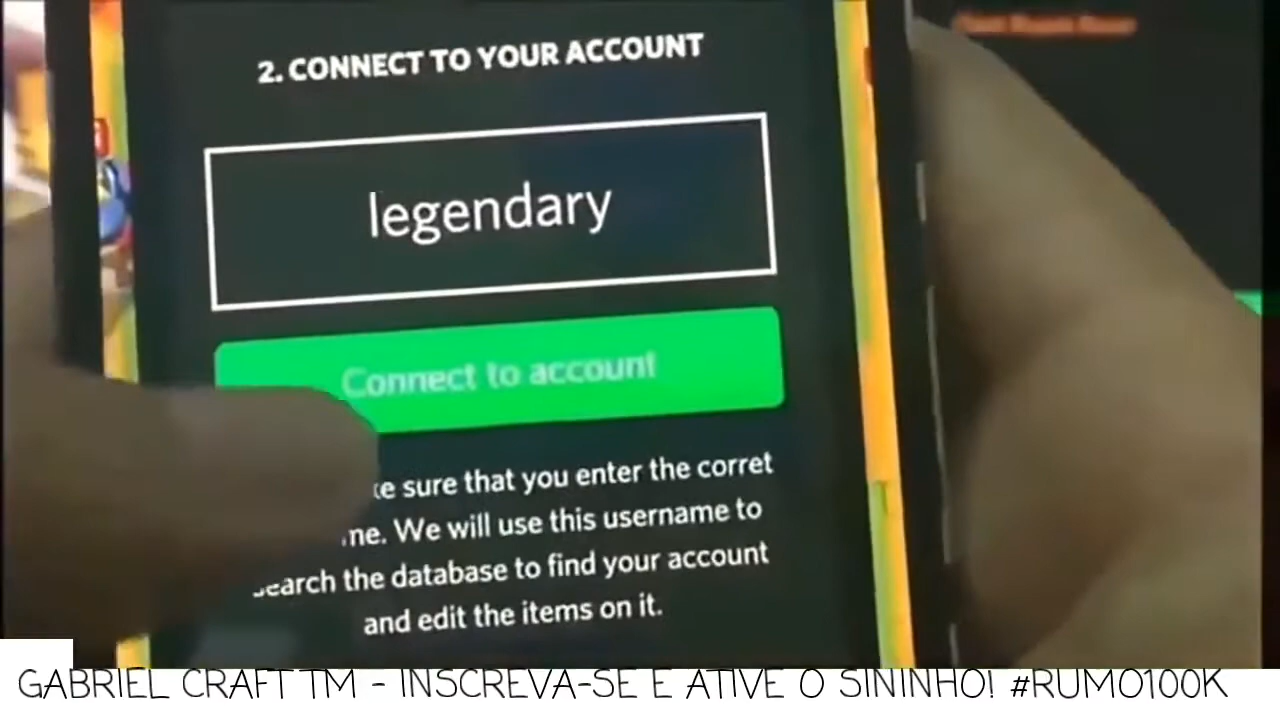 2. CONNECT TO YOUR ACCOUNT
legendary
Connect to account
sure that you enter the corret
We will use this username to
the database to find your account
and edit the items on it.
GABRIEL CRAFT TM - INSCREVA-SE E ATIVE O SININHO! #RUMO100K